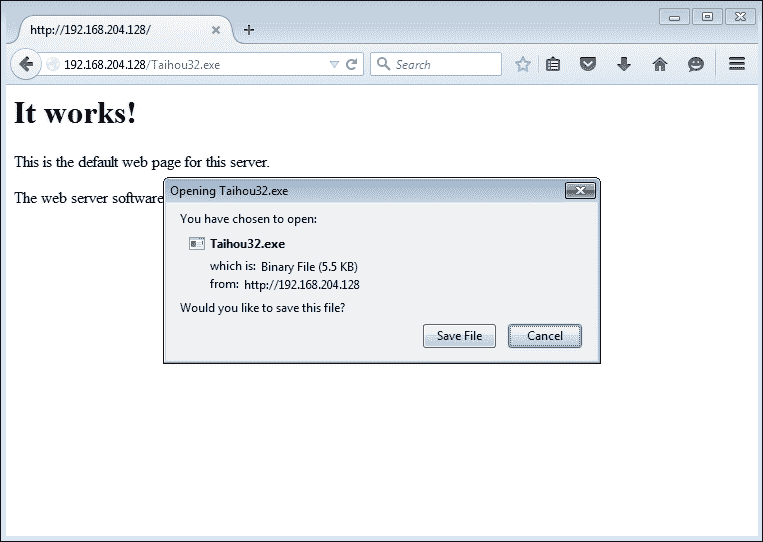 http://192.168.204.128/
192.168.204.128/Taihou32.exe
Search
It works!
This is the default web page for this server.
The web server software
Opening Taihou32.exe
You have chosen to open:
Taihou32.exe
which is: Binary File (5.5 KB)
from: http://192.168.204.128
Would you like to save this file?
Save File
Cancel